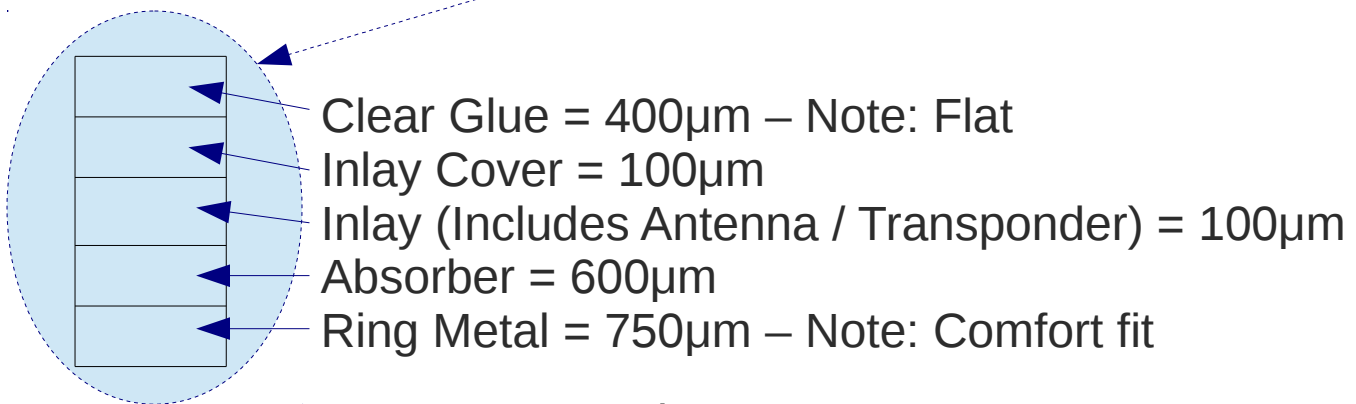 Clear Glue = 400μm – Note: Flat
Inlay Cover = 100μm
Inlay (Includes Antenna / Transponder) = 100μm
Absorber = 600μm
Ring Metal = 750μm – Note: Comfort fit